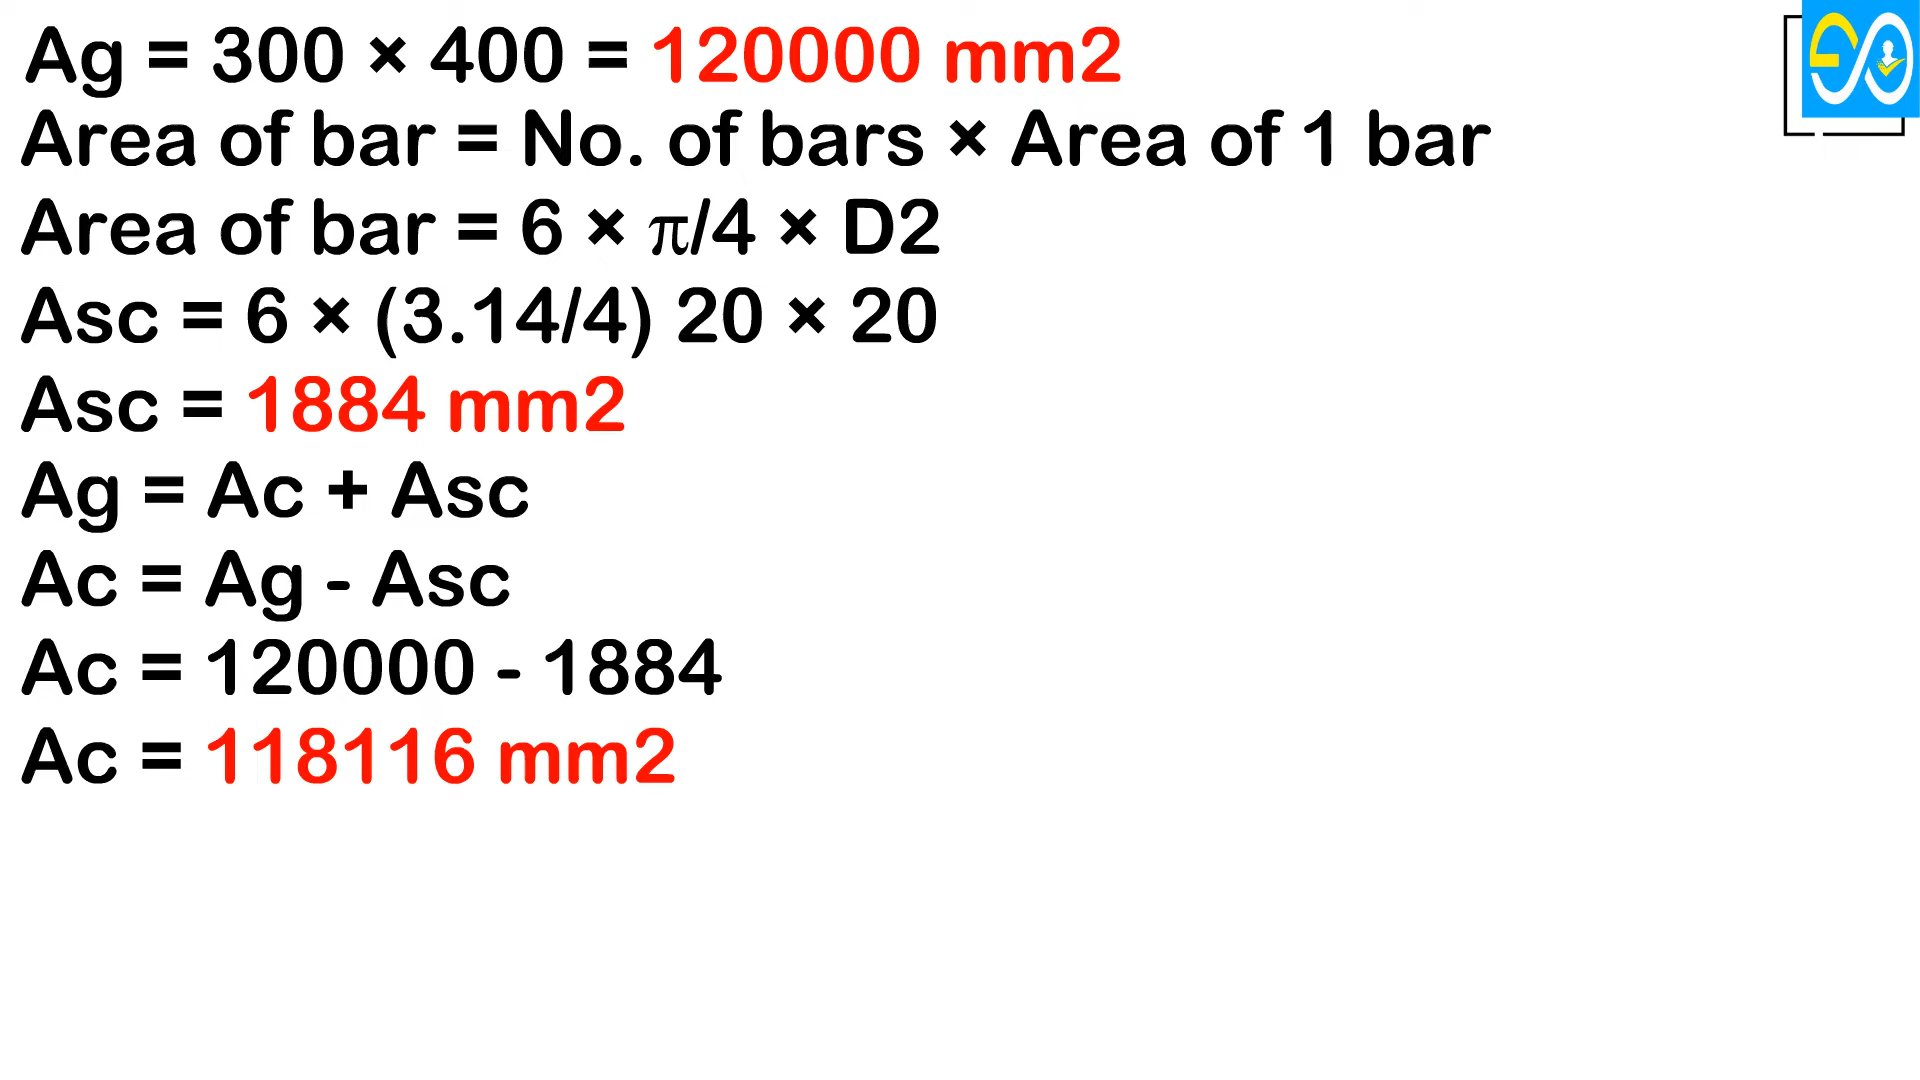 Ag = 300 × 400 = 120000 mm2
Area of bar = No. of bars × Area of 1 bar
Area of bar = 6 × π/4 × D2
Asc = 6 × (3.14/4) 20 × 20
Asc = 1884 mm2
Ag = Ac + Asc
Ac = Ag - Asc
Ac = 120000 - 1884
Ac = 118116 mm2